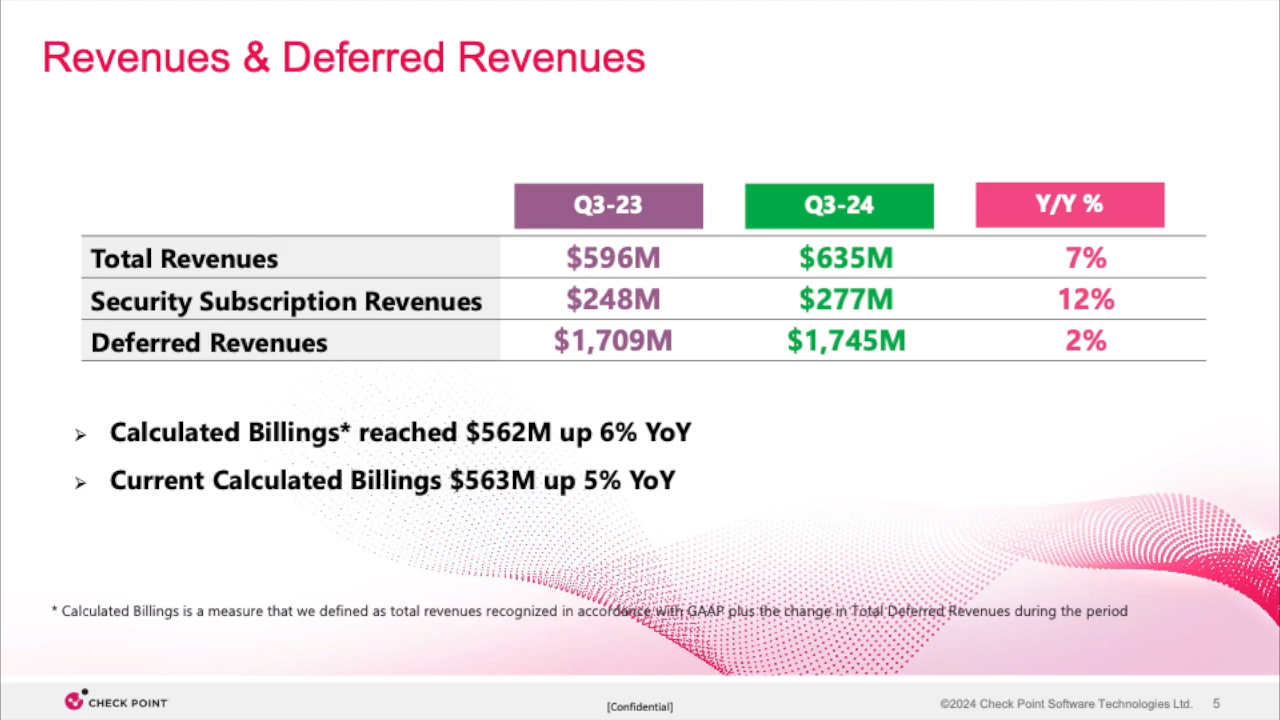 Revenues & Deferred Revenues
Q3-23 Q3-24 Y/Y %
Total Revenues $596M $635M 7%
Security Subscription Revenues $248M $277M 12%
Deferred Revenues $1,709M $1,745M 2%
➢ Calculated Billings* reached $562M up 6% YoY
➢ Current Calculated Billings $563M up 5% YoY
* Calculated Billings is a measure that we defined as total revenues recognized in accordance with GAAP plus the change in Total Deferred Revenues during the period
CHECK POINT
[Confidential]
©2024 Check Point Software Technologies Ltd. 5